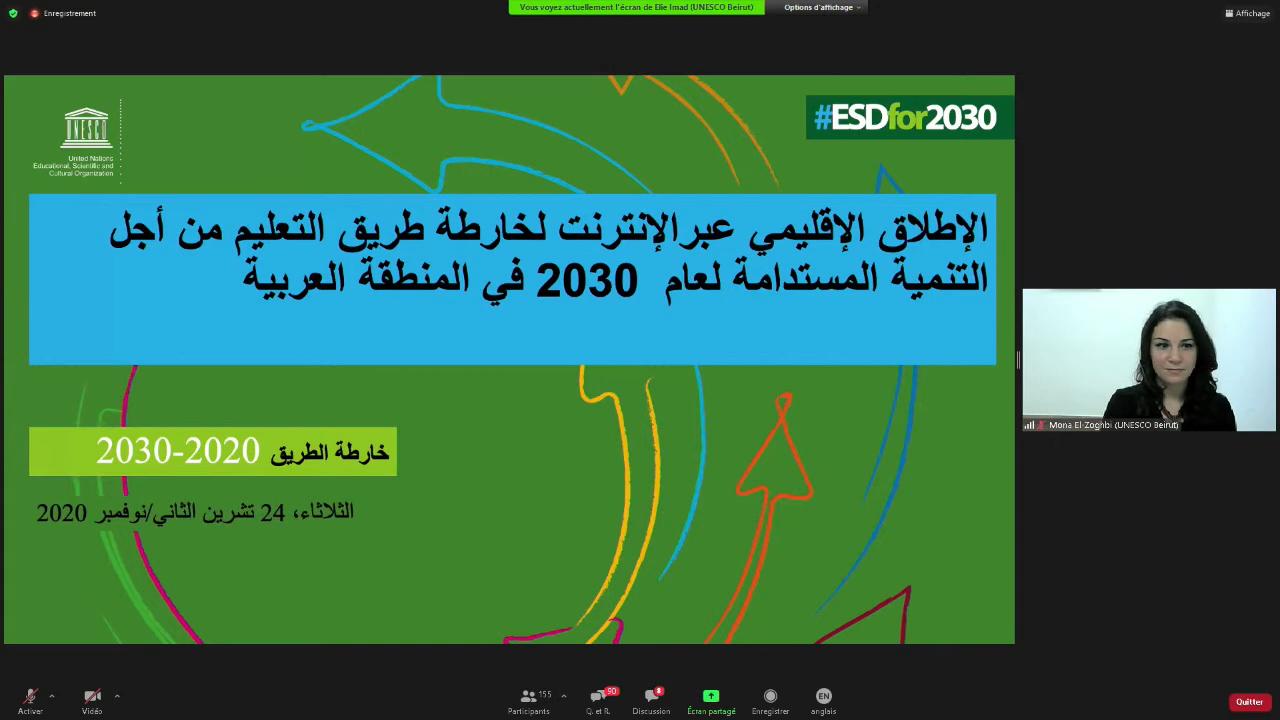 Enregistrement
Vous voyez actuellement l'écran de Elie Imad (UNESCO Beirut)
Options d'affichage
Affichage
UNESCO
United Nations
Educational, Scientific and
Cultural Organization
#ESDfor2030
الإطلاق الإقليمي عبرالإنترنت لخارطة طريق التعليم من أجل
التنمية المستدامة لعام 2030 في المنطقة العربية
خارطة الطريق 2020-2030
الثلاثاء، 24 تشرين الثاني/نوفمبر 2020
Mona El-Zoghbi (UNESCO Beirut)
Activer
Vidéo
155
Participants
90
Q. et R.
8
Discussion
Écran partagé
Enregistrer
EN
anglais
Quitter